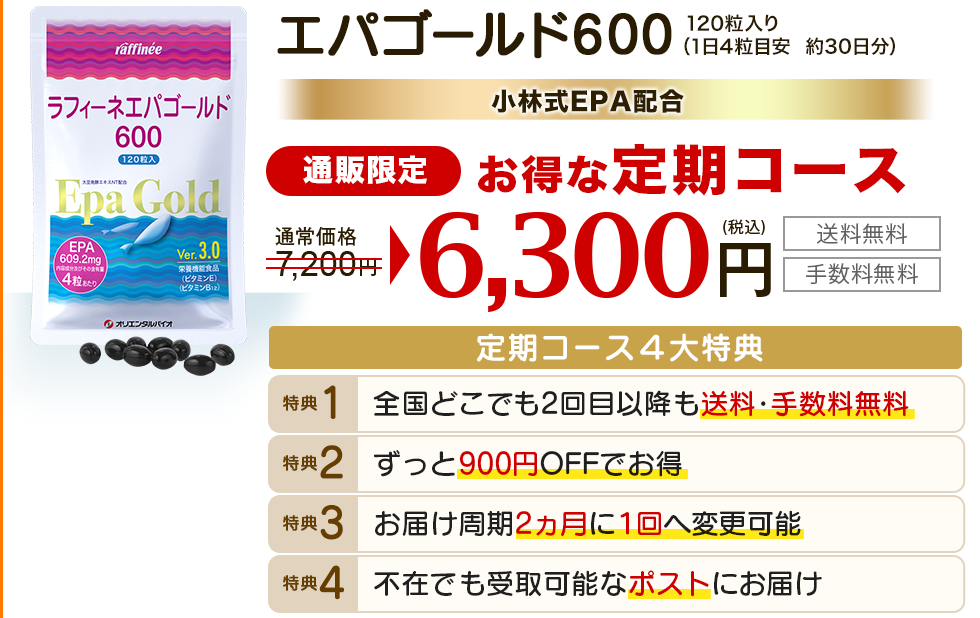 raffinée
ラフィーネエパゴールド
600
120粒入
大豆発酵エキスNT配合
Epa Gold
EPA
609.2mg
内容成分及びその含有量
4粒あたり
Ver.3.0
栄養機能食品
(ビタミンE)
(ビタミンB12)
オリエンタルバイオ
エパゴールド600
120粒入り
(1日4粒目安 約30日分)
小林式EPA配合
通販限定
お得な定期コース
通常価格
7,200円
6,300円
(税込)
送料無料
手数料無料
定期コース4大特典
特典1 全国どこでも2回目以降も送料・手数料無料
特典2 ずっと900円OFFでお得
特典3 お届け周期2ヵ月に1回へ変更可能
特典4 不在でも受取可能なポストにお届け